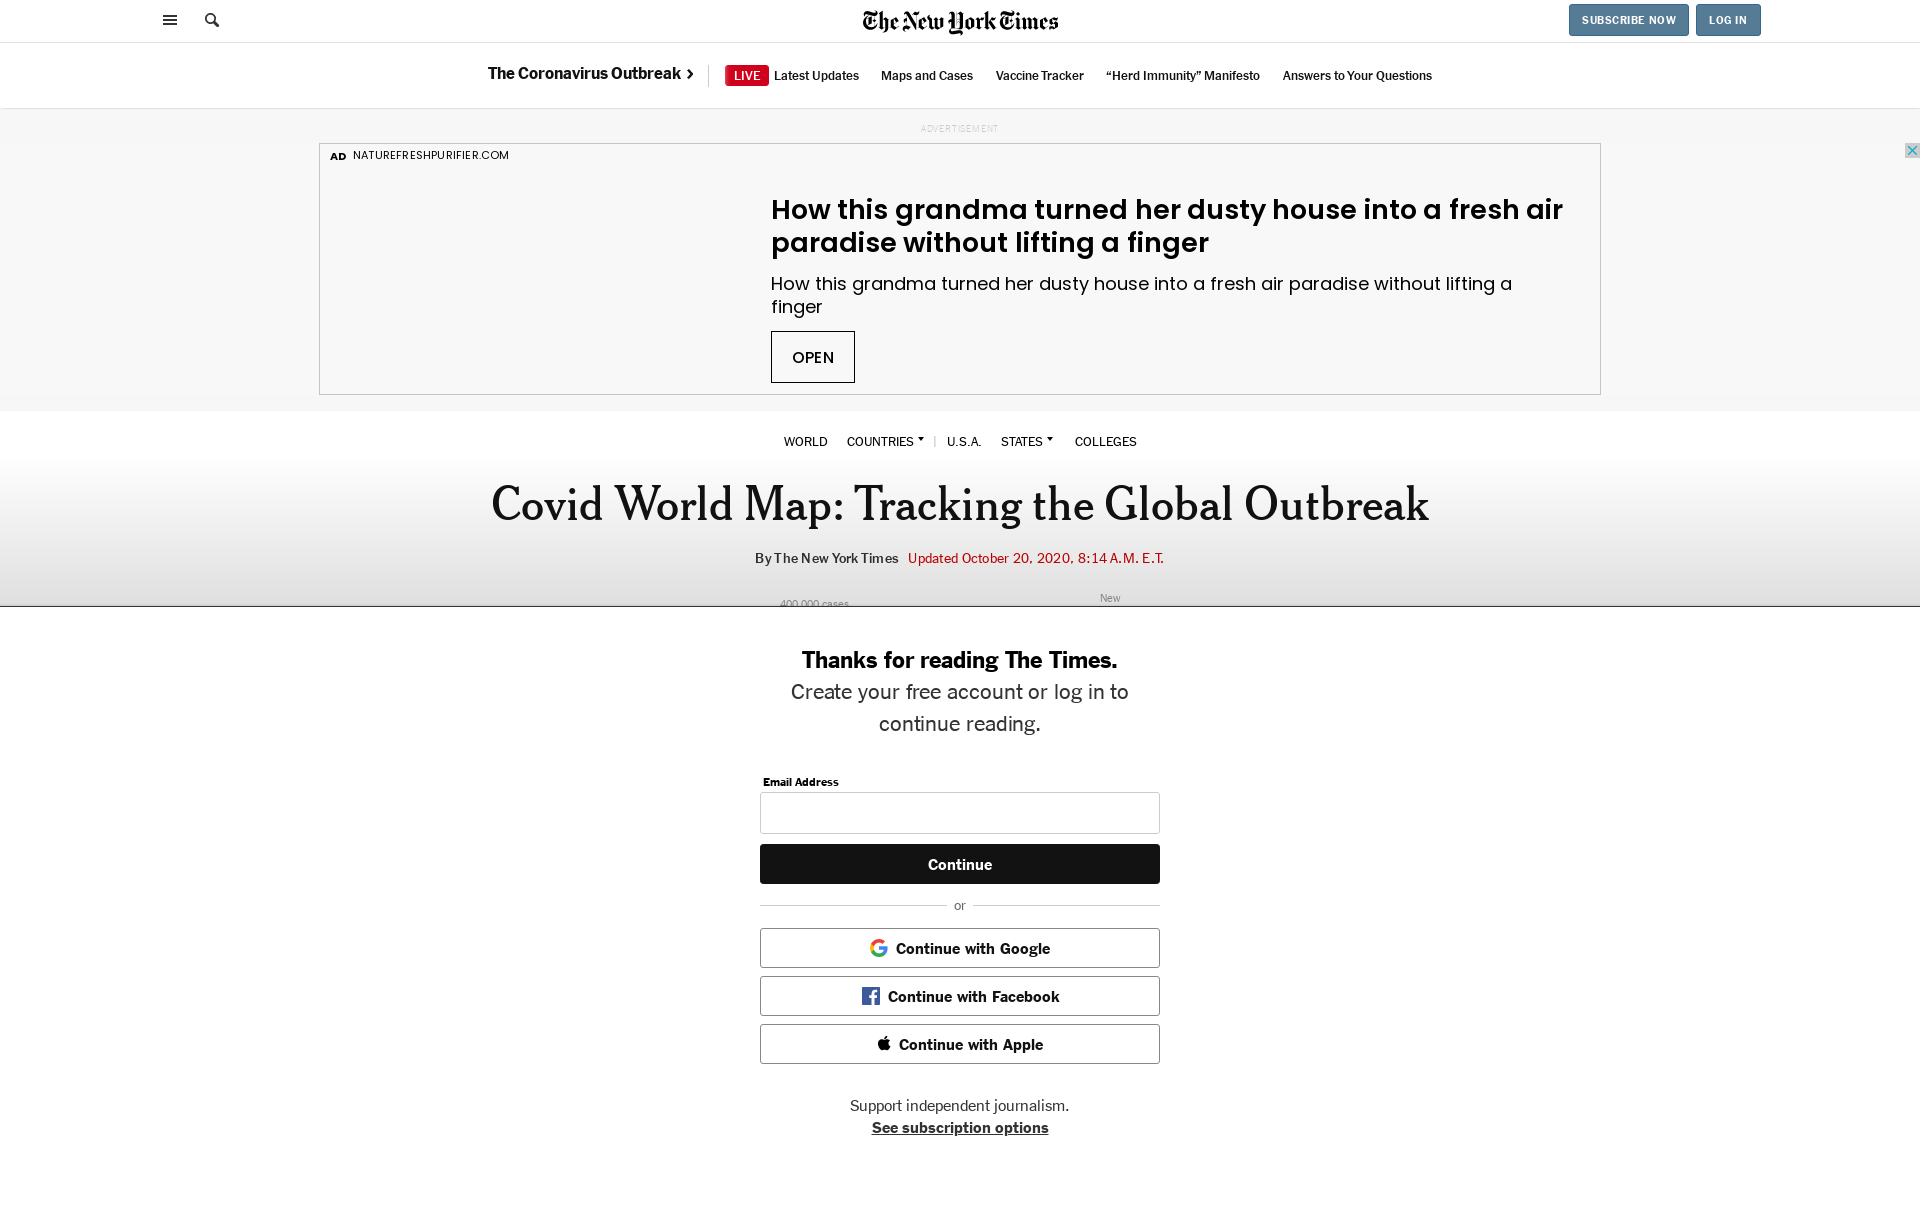 The New York Times
SUBSCRIBE NOW
LOG IN
The Coronavirus Outbreak ›
LIVE Latest Updates
Maps and Cases
Vaccine Tracker
“Herd Immunity” Manifesto
Answers to Your Questions
ADVERTISEMENT
AD NATUREFRESHPURIFIER.COM
How this grandma turned her dusty house into a fresh air
paradise without lifting a finger
How this grandma turned her dusty house into a fresh air paradise without lifting a
finger
OPEN
WORLD COUNTRIES | U.S.A. STATES COLLEGES
Covid World Map: Tracking the Global Outbreak
By The New York Times Updated October 20, 2020, 8:14 A.M. E.T.
New
400,000 cases
Thanks for reading The Times.
Create your free account or log in to
continue reading.
Email Address
Continue
or
Continue with Google
Continue with Facebook
Continue with Apple
Support independent journalism.
See subscription options